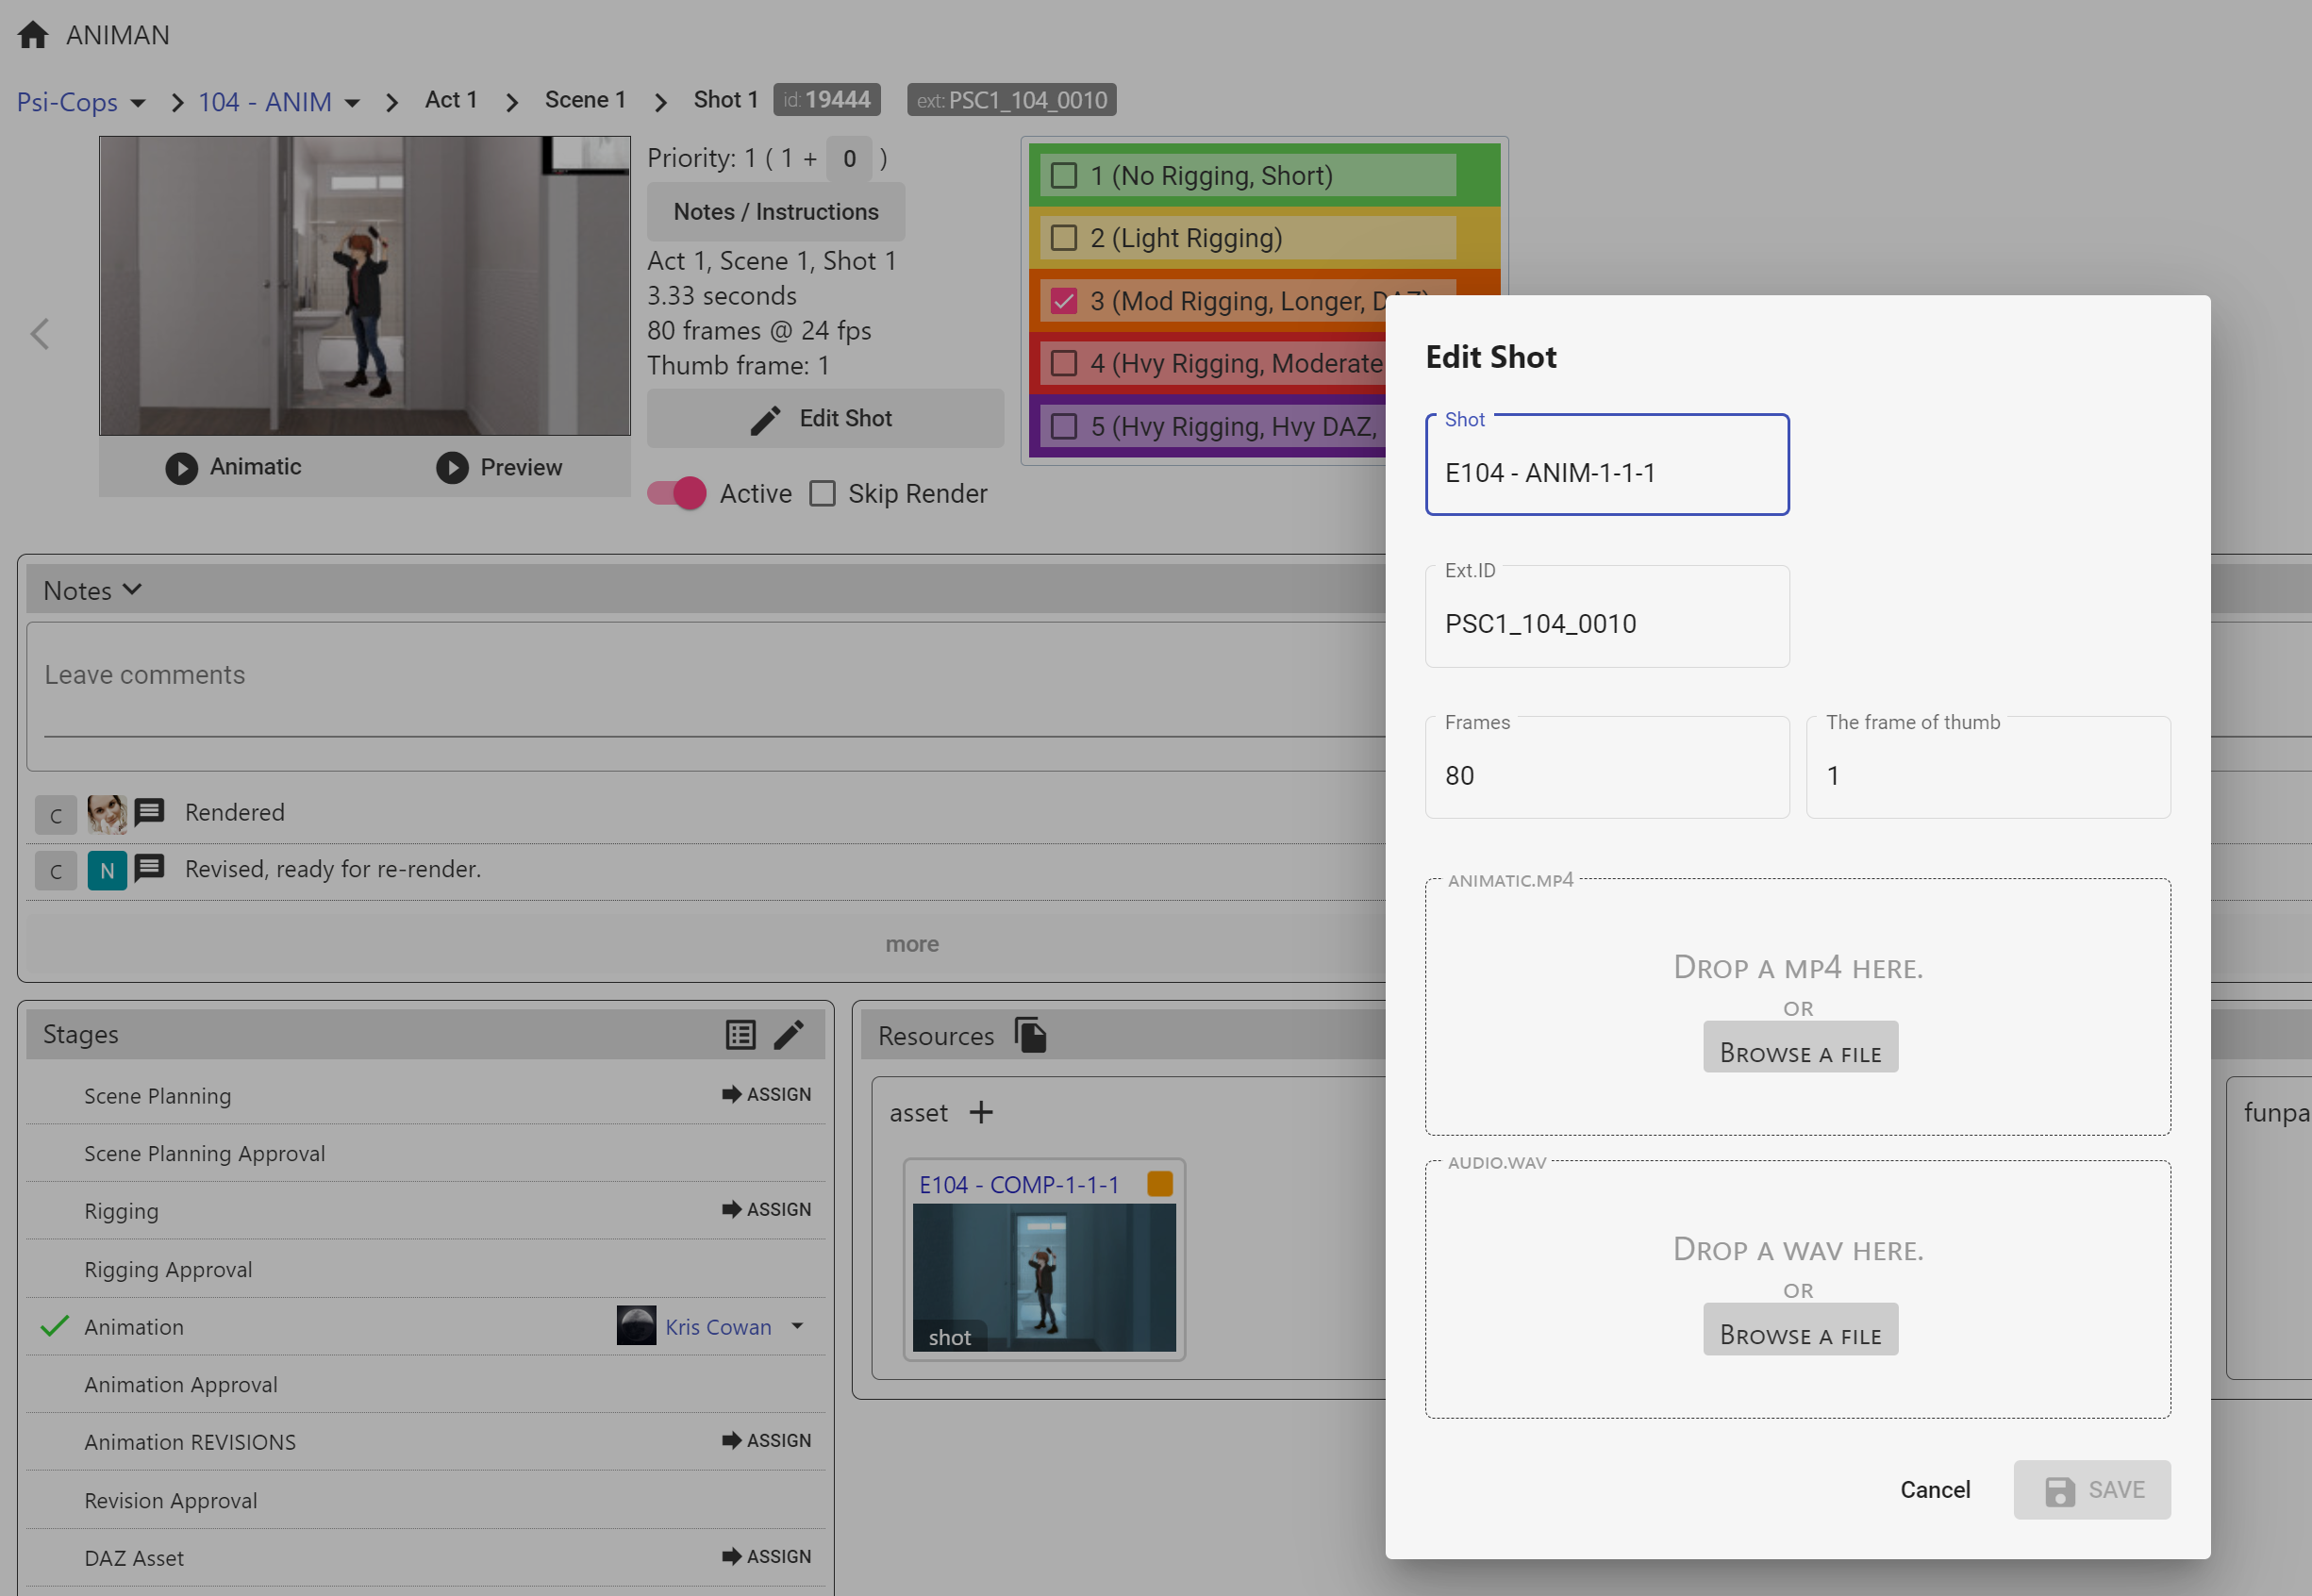 ANIMAN
Psi-Cops > 104 - ANIM > Act 1 > Scene 1 > Shot 1 id: 19444 ext: PSC1_104_0010
Priority: 1 ( 1 + 0 )
Notes / Instructions
Act 1, Scene 1, Shot 1
3.33 seconds
80 frames @ 24 fps
Thumb frame: 1
Edit Shot
Animatic Preview
Active Skip Render
1 (No Rigging, Short)
2 (Light Rigging)
3 (Mod Rigging, Longer,
4 (Hvy Rigging, Moderate
5 (Hvy Rigging, Hvy DAZ,
Notes
Leave comments
C Rendered
C N Revised, ready for re-render.
more
Stages
Scene Planning ASSIGN
Scene Planning Approval
Rigging ASSIGN
Rigging Approval
Animation Kris Cowan
Animation Approval
Animation REVISIONS ASSIGN
Revision Approval
DAZ Asset ASSIGN
Resources
asset +
E104 - COMP-1-1-1
shot
funpa
Edit Shot
Shot
E104 - ANIM-1-1-1
Ext.ID
PSC1_104_0010
Frames
80
The frame of thumb
1
ANIMATIC.MP4
DROP A MP4 HERE.
OR
BROWSE A FILE
AUDIO.WAV
DROP A WAV HERE.
OR
BROWSE A FILE
Cancel SAVE